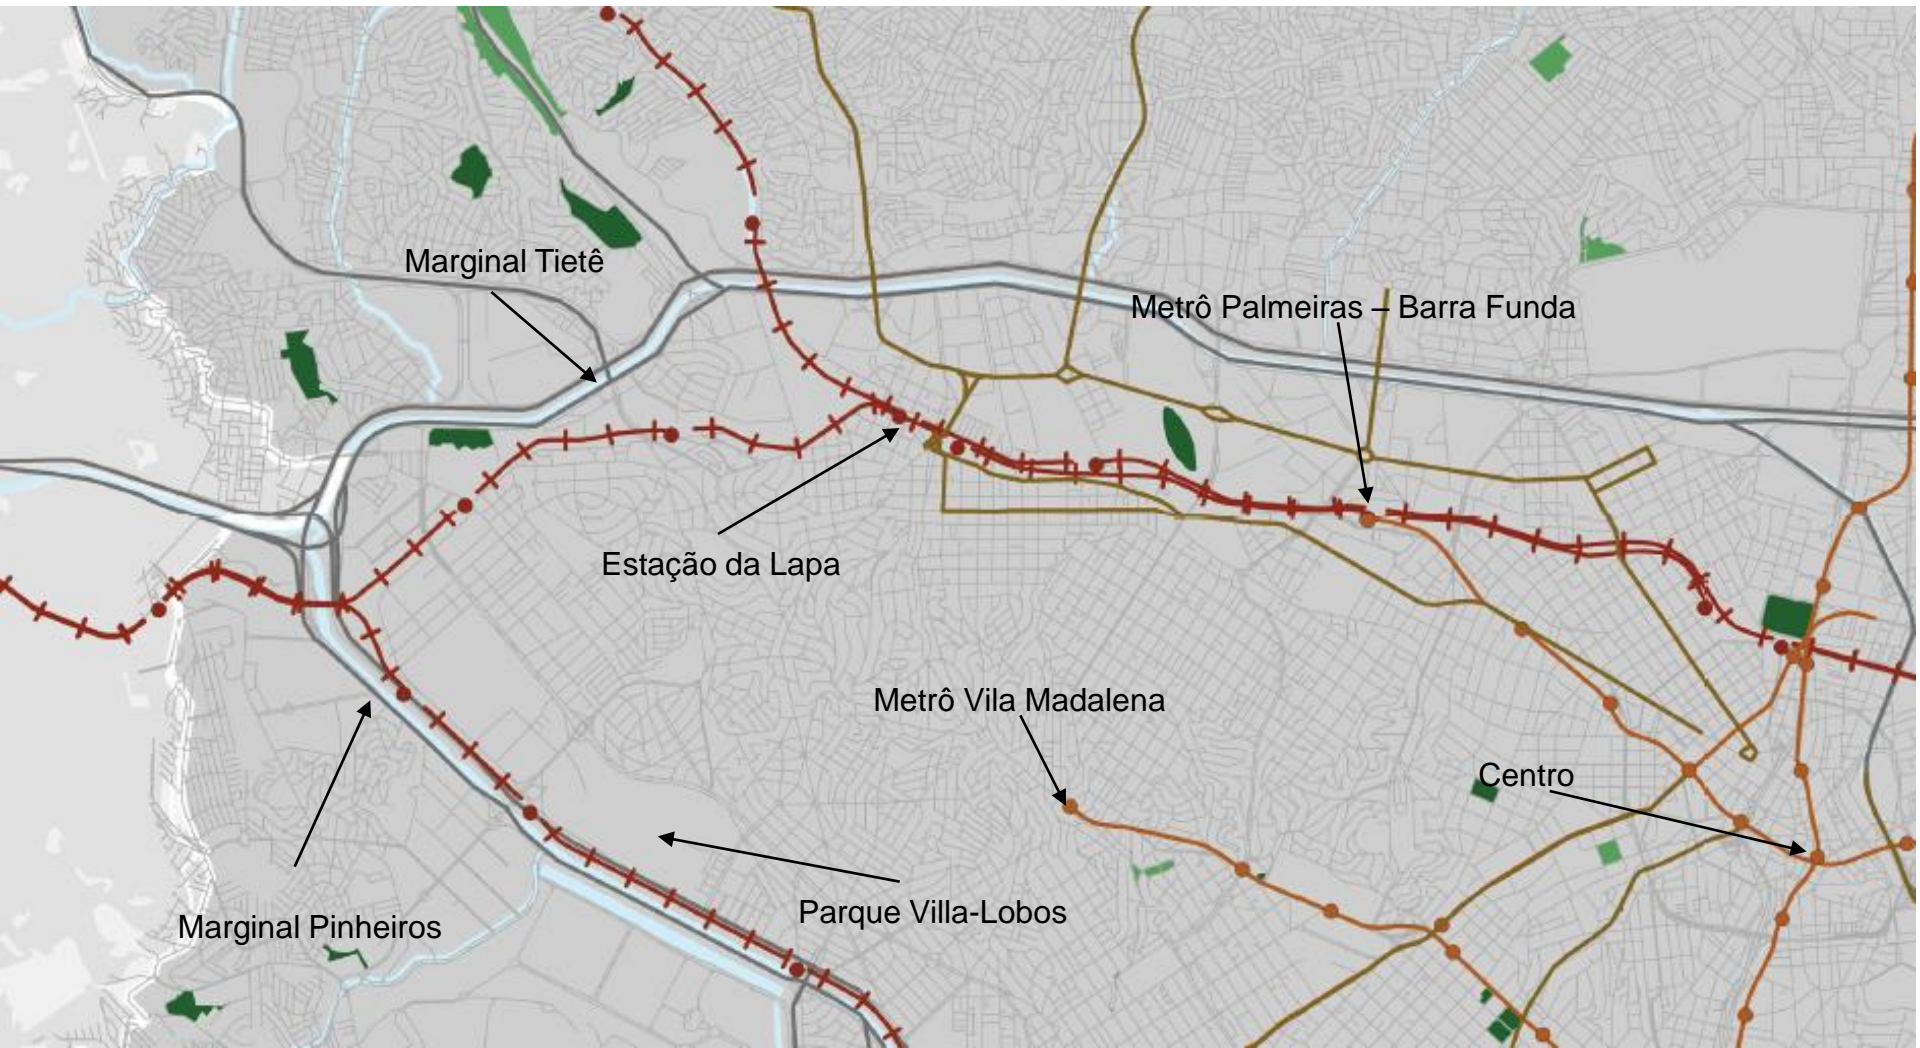 Marginal Tietê
Metrô Palmeiras – Barra Funda
Estação da Lapa
Metrô Vila Madalena
Centro
Parque Villa-Lobos
Marginal Pinheiros